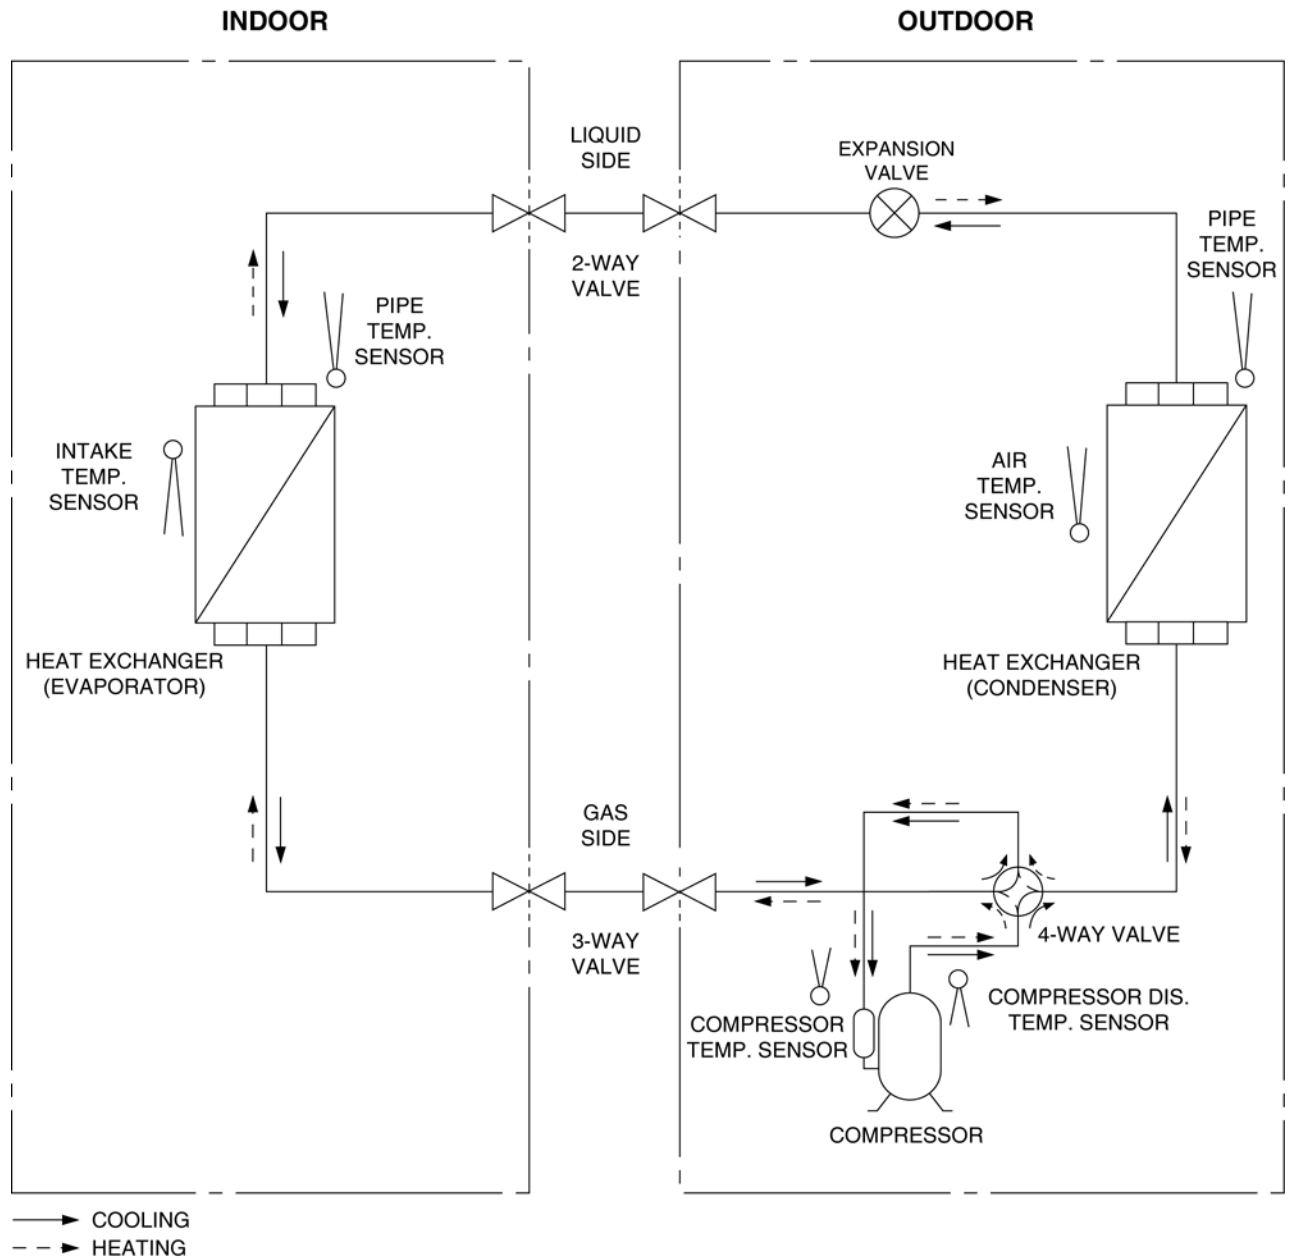 INDOOR
OUTDOOR
LIQUID
SIDE
EXPANSION
VALVE
PIPE
TEMP.
SENSOR
2-WAY
VALVE
PIPE
TEMP.
SENSOR
INTAKE
TEMP.
SENSOR
AIR
TEMP.
SENSOR
HEAT EXCHANGER
(EVAPORATOR)
HEAT EXCHANGER
(CONDENSER)
GAS
SIDE
3-WAY
VALVE
4-WAY VALVE
COMPRESSOR
TEMP. SENSOR
COMPRESSOR DIS.
TEMP. SENSOR
COMPRESSOR
COOLING
HEATING